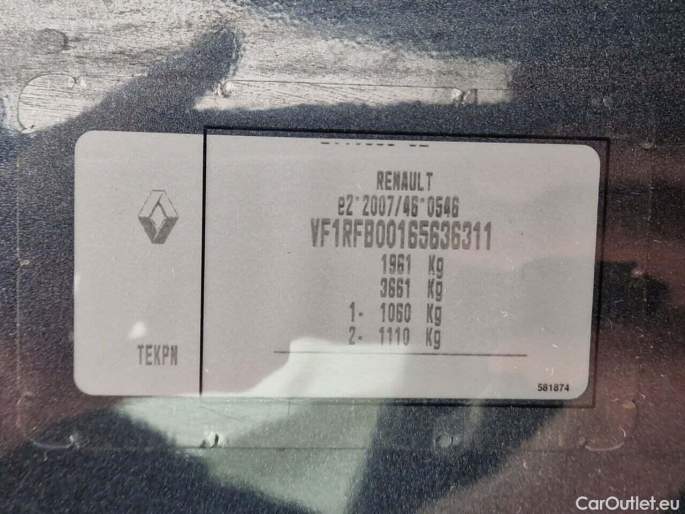 RENAULT
e2*2007/46*0546
VF1RFB00165636311
1961 Kg
3661 Kg
1- 1060 Kg
2- 1110 Kg
TEKPN
581874
CarOutlet.eu